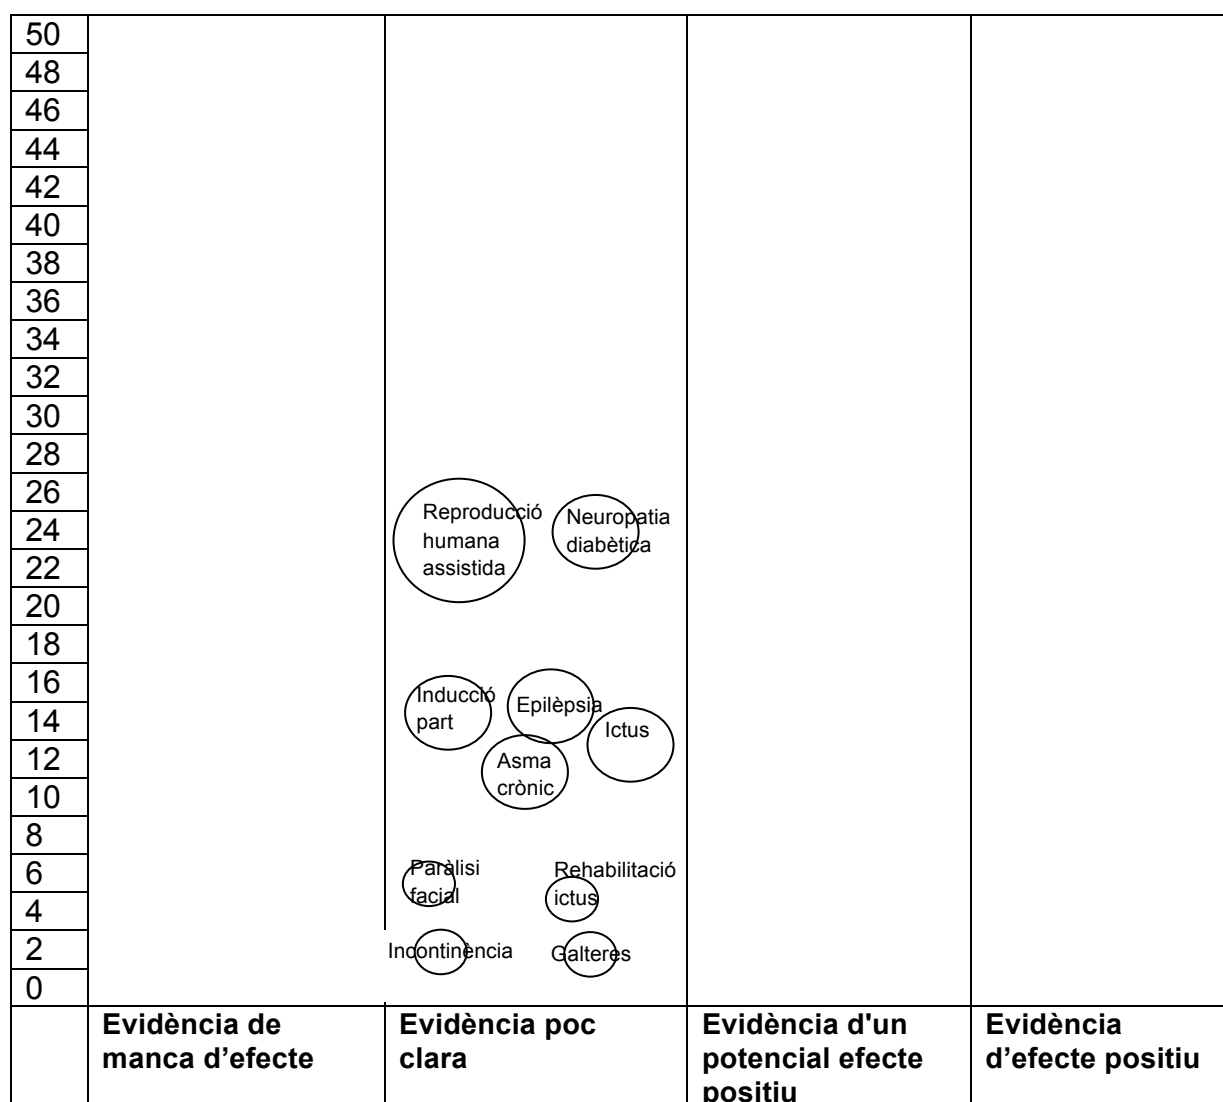 50
48
46
44
42
40
38
36
34
32
30
28
26
24
22
20
18
16
14
12
10
8
6
4
2
0
Reproducció
humana
assistida
Neuropatia
diabètica
Inducció
part
Epilèpsia
Ictus
Asma
crònic
Paràlisi
facial
Rehabilitació
ictus
Incontinència
Galteres
Evidència de
manca d’efecte
Evidència poc
clara
Evidència d'un
potencial efecte
positiu
Evidència
d’efecte positiu